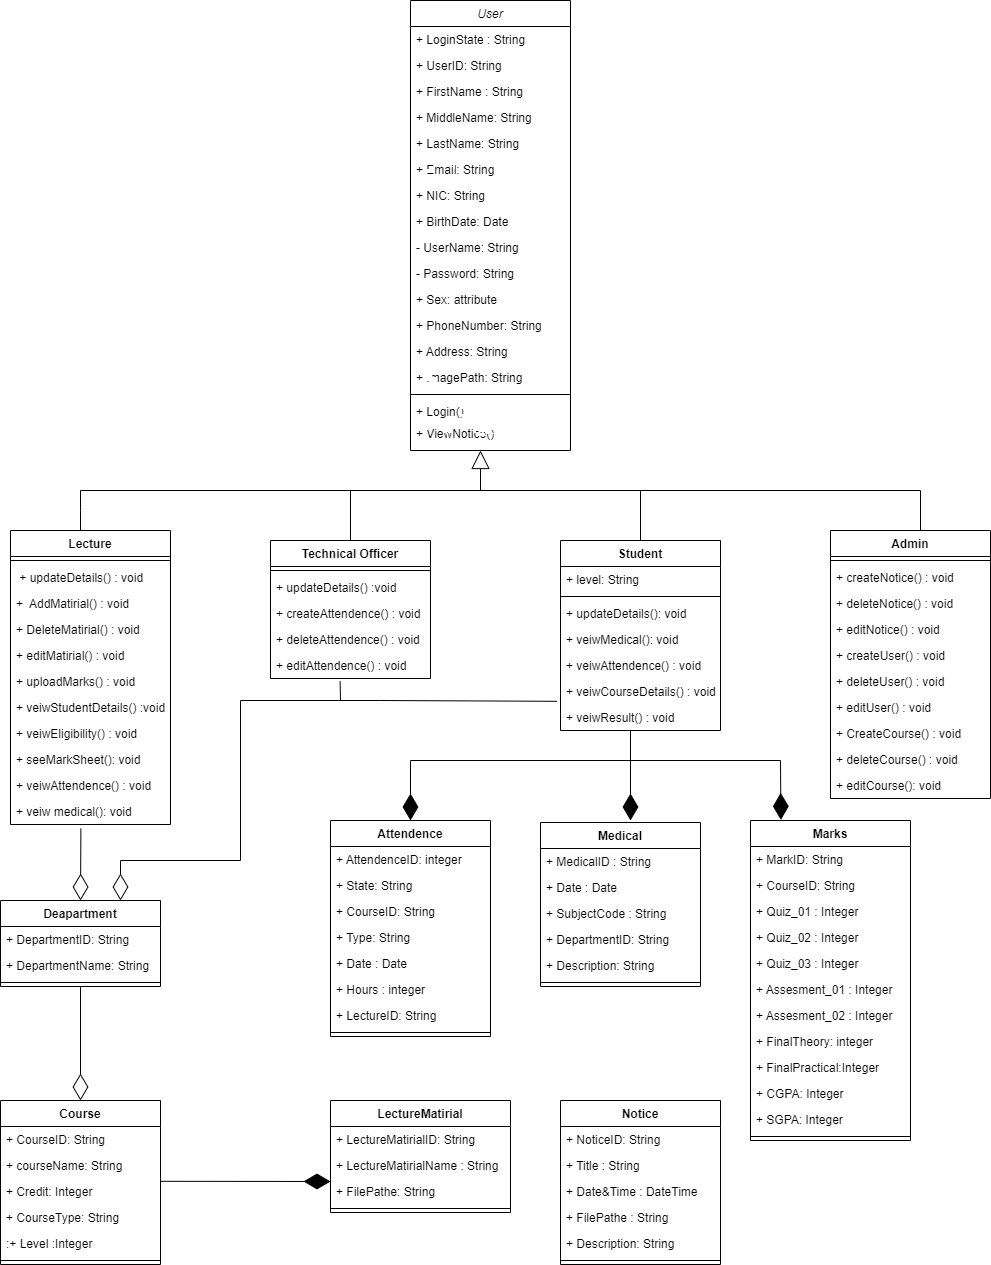 User
+ LoginState : String
+ UserID: String
+ FirstName : String
+ MiddleName: String
+ LastName: String
+ Email: String
+ NIC: String
+ BirthDate: Date
- UserName: String
- Password: String
+ Sex: attribute
+ PhoneNumber: String
+ Address: String
+ ImagePath: String
+ Login()
+ ViewNotice()
Lecture
+ updateDetails() : void
+ AddMatirial() : void
+ DeleteMatirial() : void
+ editMatirial() : void
+ uploadMarks() : void
+ veiwStudentDetails() :void
+ veiwEligibility() : void
+ seeMarkSheet(): void
+ veiwAttendence() : void
+ veiw medical(): void
Technical Officer
+ updateDetails() :void
+ createAttendence() : void
+ deleteAttendence() : void
+ editAttendence() : void
Student
+ level: String
+ updateDetails(): void
+ veiwMedical(): void
+ veiwAttendence() : void
+ veiwCourseDetails() : void
+ veiwResult() : void
Admin
+ createNotice() : void
+ deleteNotice() : void
+ editNotice() : void
+ createUser() : void
+ deleteUser() : void
+ editUser() : void
+ CreateCourse() : void
+ deleteCourse() : void
+ editCourse(): void
Deapartment
+ DepartmentID: String
+ DepartmentName: String
Attendence
+ AttendenceID: integer
+ State: String
+ CourseID: String
+ Type: String
+ Date : Date
+ Hours : integer
+ LectureID: String
Medical
+ MedicalID : String
+ Date : Date
+ SubjectCode : String
+ DepartmentID: String
+ Description: String
Marks
+ MarkID: String
+ CourseID: String
+ Quiz_01 : Integer
+ Quiz_02 : Integer
+ Quiz_03 : Integer
+ Assesment_01 : Integer
+ Assesment_02 : Integer
+ FinalTheory: integer
+ FinalPractical:Integer
+ CGPA: Integer
+ SGPA: Integer
Course
+ CourseID: String
+ courseName: String
+ Credit: Integer
+ CourseType: String
:+ Level :Integer
LectureMatirial
+ LectureMatirialID: String
+ LectureMatirialName : String
+ FilePathe: String
Notice
+ NoticeID: String
+ Title : String
+ Date&Time : DateTime
+ FilePathe : String
+ Description: String